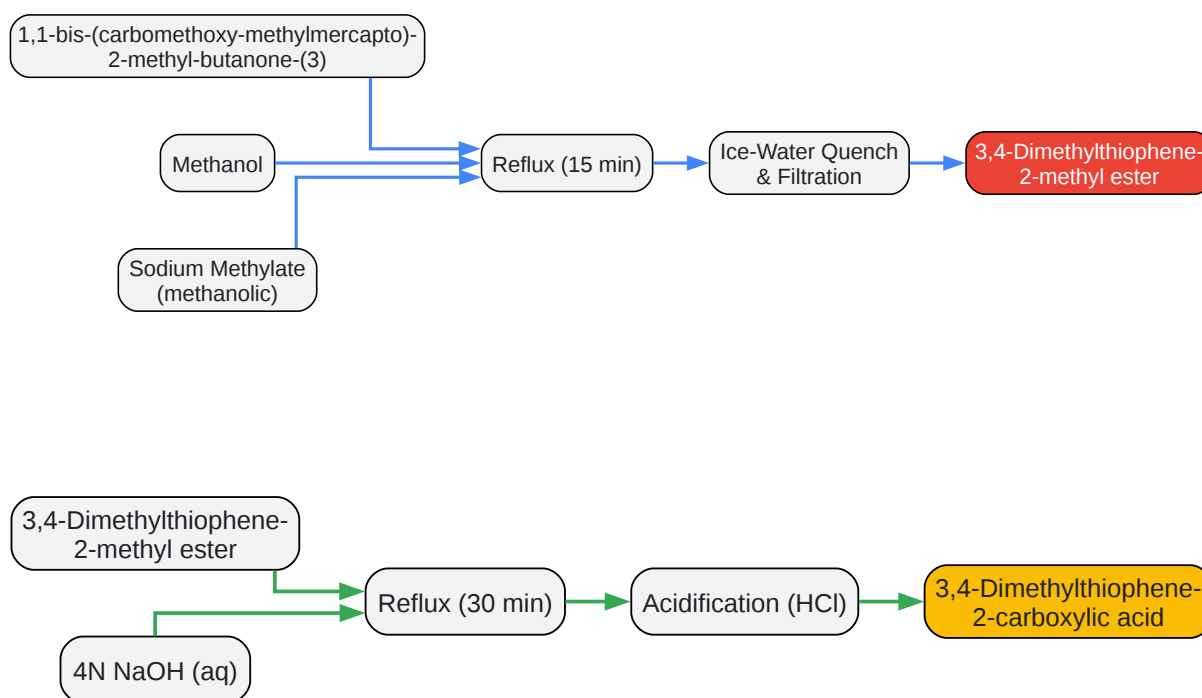 1,1-bis-(carbomethoxy-methylmercapto)-
2-methyl-butanone-(3)
Methanol
Sodium Methylate
(methanolic)
Reflux (15 min)
Ice-Water Quench
& Filtration
3,4-Dimethylthiophene-
2-methyl ester
3,4-Dimethylthiophene-
2-methyl ester
4N NaOH (aq)
Reflux (30 min)
Acidification (HCl)
3,4-Dimethylthiophene-
2-carboxylic acid